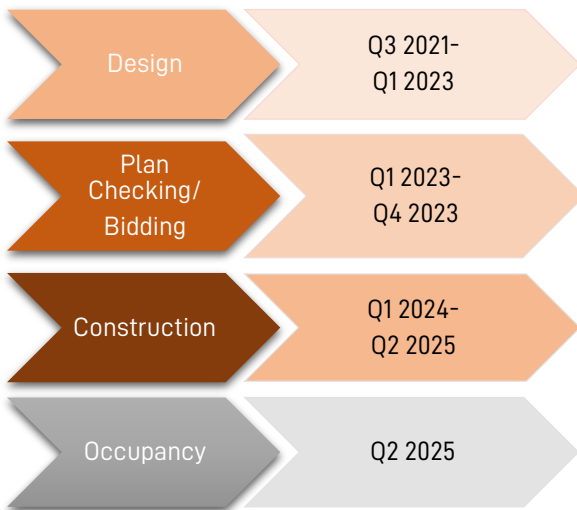 Design
Q3 2021-
Q1 2023
Plan
Checking/
Bidding
Q1 2023-
Q4 2023
Construction
Q1 2024-
Q2 2025
Occupancy
Q2 2025